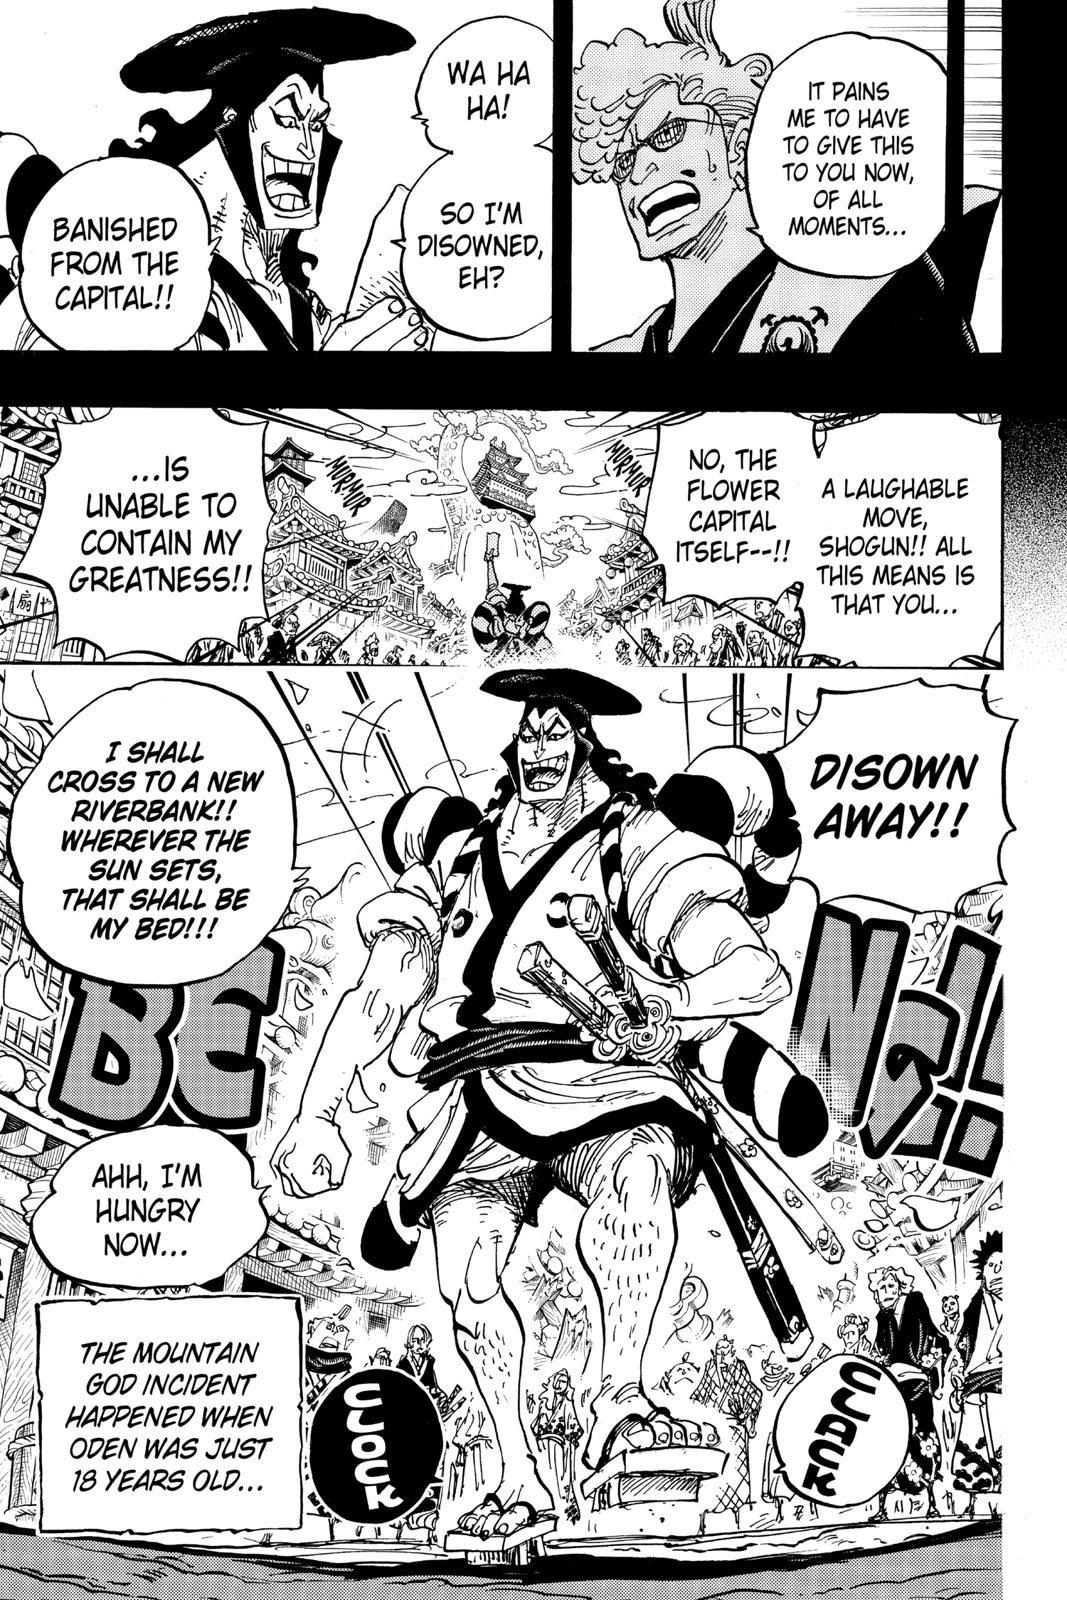 IT PAINS
ME TO HAVE
TO GIVE THIS
TO YOU NOW,
OF ALL
MOMENTS...
WA HA
HA!
SO I'M
DISOWNED,
EH?
BANISHED
FROM THE
CAPITAL!!
A LAUGHABLE
MOVE,
SHOGUN!! ALL
THIS MEANS IS
THAT YOU...
NO, THE
FLOWER
CAPITAL
ITSELF--!!
MURMUR
MURMUR
...IS
UNABLE TO
CONTAIN MY
GREATNESS!!
扇
や
DISOWN
AWAY!!
I SHALL
CROSS TO A NEW
RIVERBANK!!
WHEREVER THE
SUN SETS,
THAT SHALL BE
MY BED!!!
BE
NG!!
AHH, I'M
HUNGRY
NOW...
CLACK
CLOCK
THE MOUNTAIN
GOD INCIDENT
HAPPENED WHEN
ODEN WAS JUST
18 YEARS OLD...